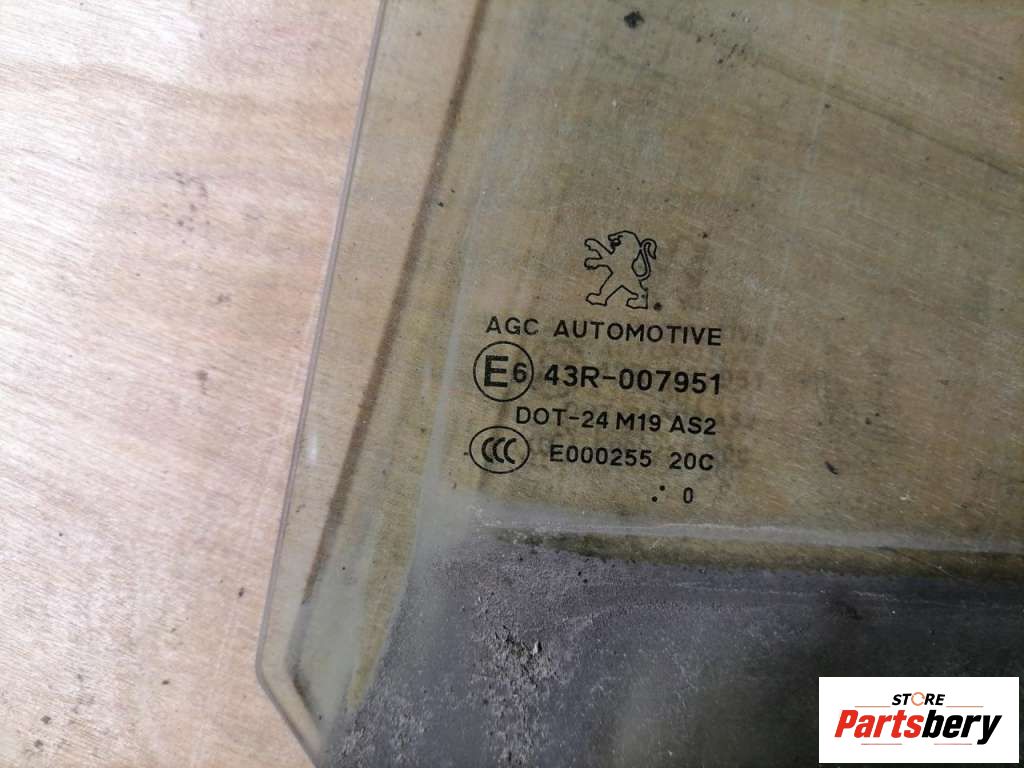 AGC AUTOMOTIVE
E6 43R-007951
DOT-24 M19 AS2
CCC E000255 20C
.: 0
STORE
Partsbery